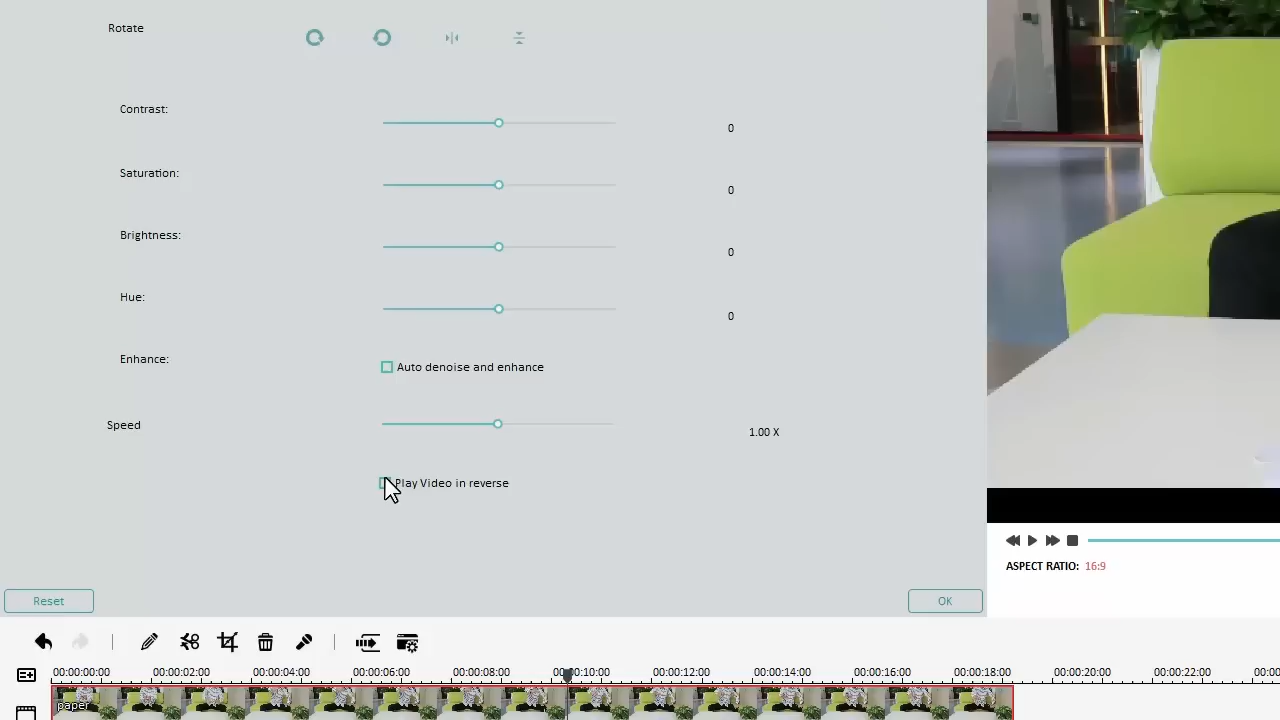 Rotate
Contrast:
0
Saturation:
0
Brightness:
0
Hue:
0
Enhance:
Auto denoise and enhance
Speed
1.00 X
Play Video in reverse
ASPECT RATIO: 16:9
Reset
OK
00:00:00:00 00:00:02:00 00:00:04:00 00:00:06:00 00:00:08:00 00:00:10:00 00:00:12:00 00:00:14:00 00:00:16:00 00:00:18:00 00:00:20:00 00:00:22:00 00:0
paper